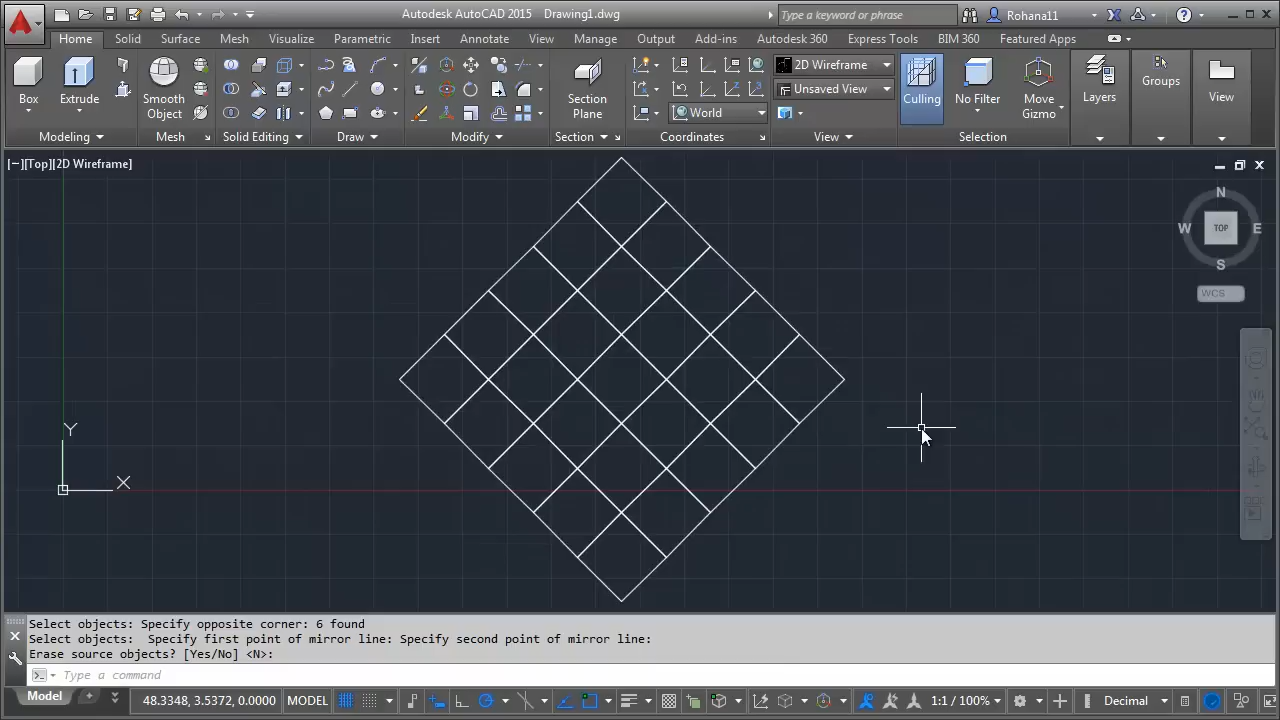 Autodesk AutoCAD 2015 Drawing1.dwg
Type a keyword or phrase
Rohana11
Home Solid Surface Mesh Visualize Parametric Insert Annotate View Manage Output Add-ins Autodesk 360 Express Tools BIM 360 Featured Apps
2D Wireframe
Unsaved View
World
Box Extrude Smooth Object Section Plane Culling No Filter Move Gizmo Layers Groups View
Modeling Mesh Solid Editing Draw Modify Section Coordinates View Selection
[−][Top][2D Wireframe]
N
W TOP E
S
WCS
Y
X
Select objects: Specify opposite corner: 6 found
Select objects: Specify first point of mirror line: Specify second point of mirror line:
Erase source objects? [Yes/No] <N>:
Type a command
Model 48.3348, 3.5372, 0.0000 MODEL 1:1 / 100% Decimal